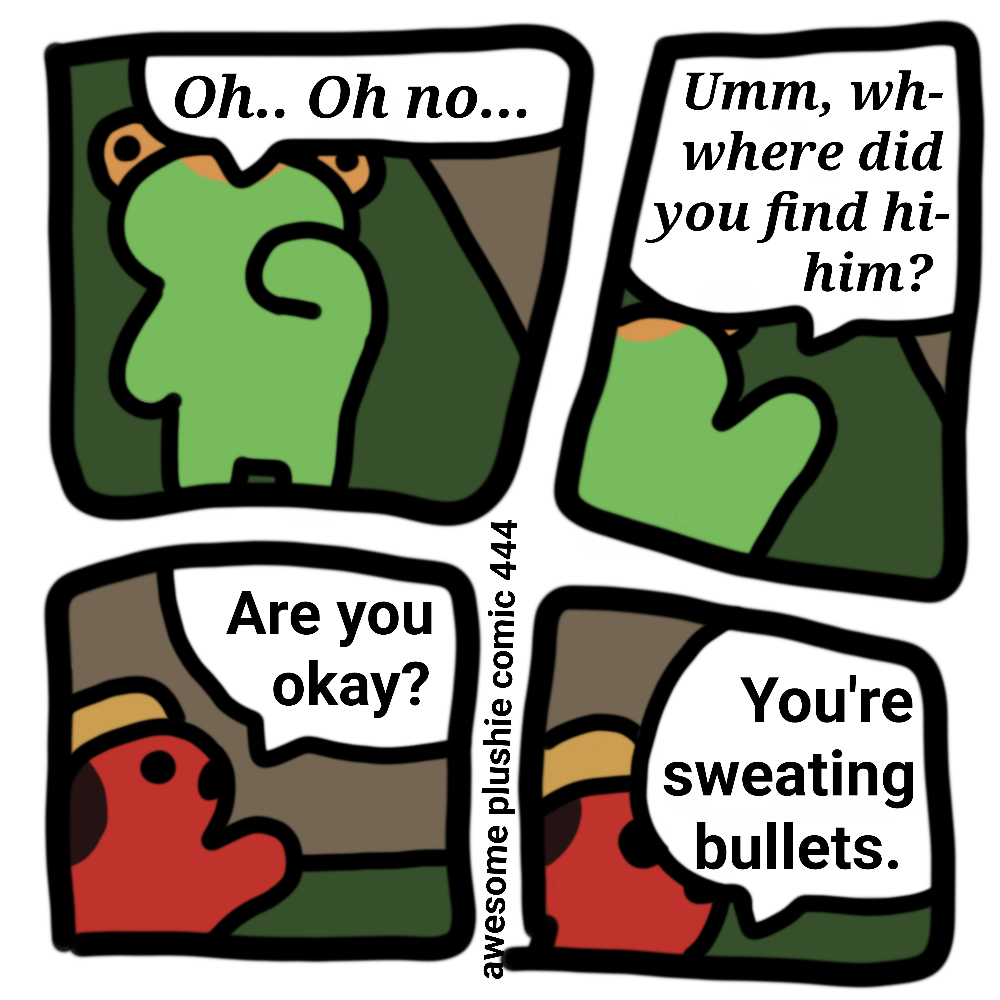 Oh.. Oh no...
Umm, wh-
where did
you find hi-
him?
Are you
okay?
You're
sweating
bullets.
awesome plushie comic 444